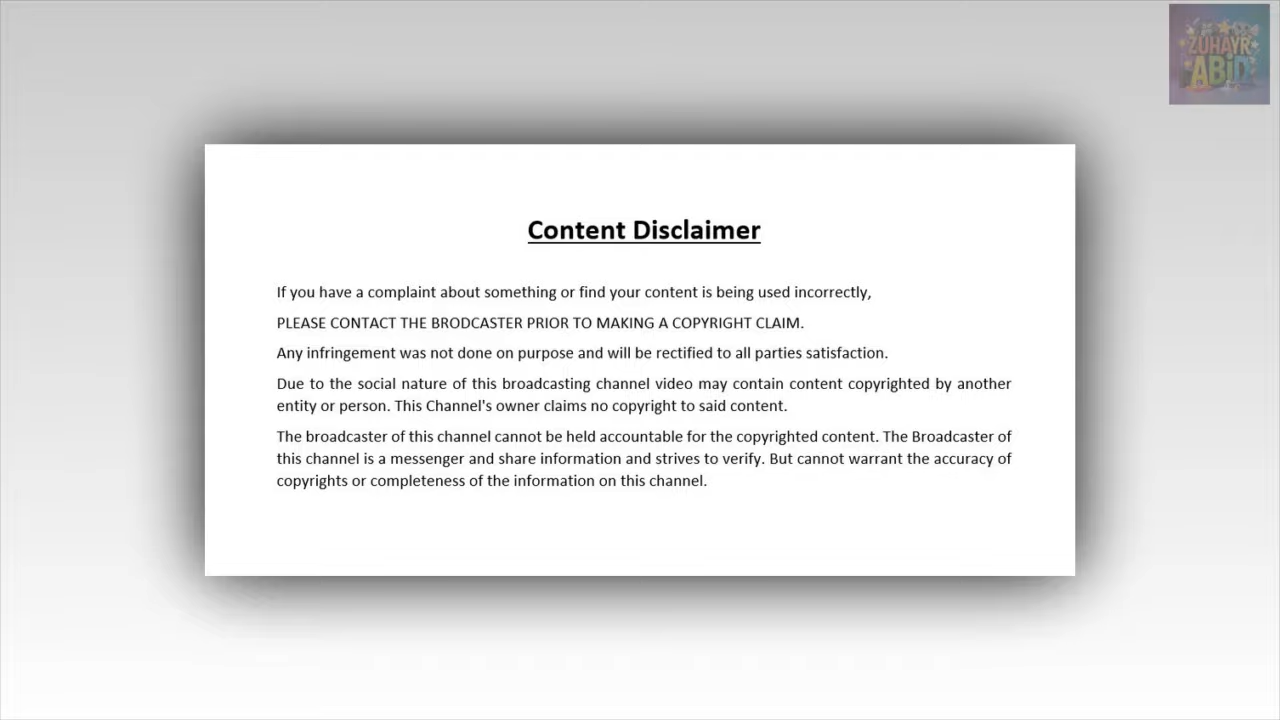 ZUHAYR
ABiD
Content Disclaimer
If you have a complaint about something or find your content is being used incorrectly,
PLEASE CONTACT THE BRODCASTER PRIOR TO MAKING A COPYRIGHT CLAIM.
Any infringement was not done on purpose and will be rectified to all parties satisfaction.
Due to the social nature of this broadcasting channel video may contain content copyrighted by another
entity or person. This Channel's owner claims no copyright to said content.
The broadcaster of this channel cannot be held accountable for the copyrighted content. The Broadcaster of
this channel is a messenger and share information and strives to verify. But cannot warrant the accuracy of
copyrights or completeness of the information on this channel.